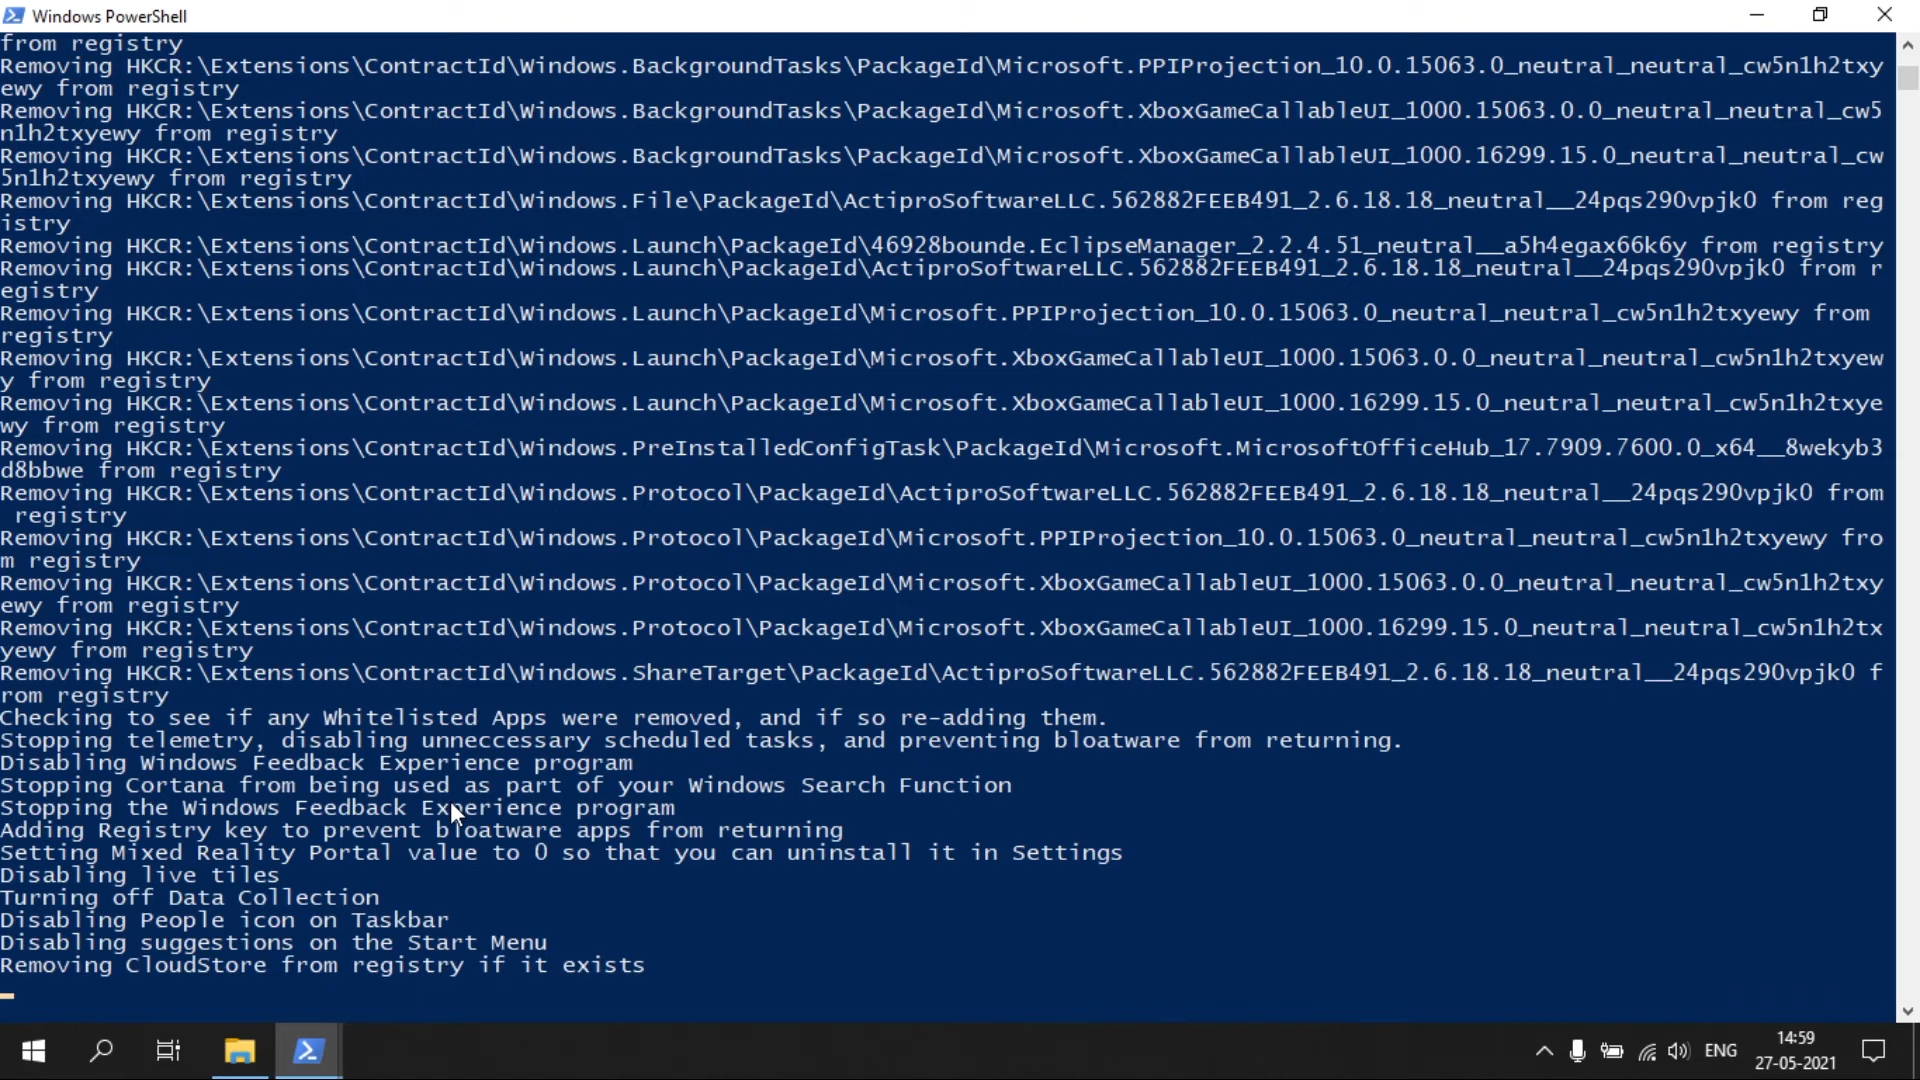 Windows PowerShell
from registry
Removing HKCR:\Extensions\ContractId\Windows.BackgroundTasks\PackageId\Microsoft.PPIProjection_10.0.15063.0_neutral_neutral_cw5n1h2txy
ewy from registry
Removing HKCR:\Extensions\ContractId\Windows.BackgroundTasks\PackageId\Microsoft.XboxGameCallableUI_1000.15063.0.0_neutral_neutral_cw5
n1h2txyewy from registry
Removing HKCR:\Extensions\ContractId\Windows.BackgroundTasks\PackageId\Microsoft.XboxGameCallableUI_1000.16299.15.0_neutral_neutral_cw
5n1h2txyewy from registry
Removing HKCR:\Extensions\ContractId\Windows.File\PackageId\ActiproSoftwareLLC.562882FEEB491_2.6.18.18_neutral__24pqs290vpjk0 from reg
istry
Removing HKCR:\Extensions\ContractId\Windows.Launch\PackageId\46928bounde.EclipseManager_2.2.4.51_neutral__a5h4egax66k6y from registry
Removing HKCR:\Extensions\ContractId\Windows.Launch\PackageId\ActiproSoftwareLLC.562882FEEB491_2.6.18.18_neutral__24pqs290vpjk0 from r
egistry
Removing HKCR:\Extensions\ContractId\Windows.Launch\PackageId\Microsoft.PPIProjection_10.0.15063.0_neutral_neutral_cw5n1h2txyewy from
registry
Removing HKCR:\Extensions\ContractId\Windows.Launch\PackageId\Microsoft.XboxGameCallableUI_1000.15063.0.0_neutral_neutral_cw5n1h2txyew
y from registry
Removing HKCR:\Extensions\ContractId\Windows.Launch\PackageId\Microsoft.XboxGameCallableUI_1000.16299.15.0_neutral_neutral_cw5n1h2txye
wy from registry
Removing HKCR:\Extensions\ContractId\Windows.PreInstalledConfigTask\PackageId\Microsoft.MicrosoftOfficeHub_17.7909.7600.0_x64__8wekyb3
d8bbwe from registry
Removing HKCR:\Extensions\ContractId\Windows.Protocol\PackageId\ActiproSoftwareLLC.562882FEEB491_2.6.18.18_neutral__24pqs290vpjk0 from
 registry
Removing HKCR:\Extensions\ContractId\Windows.Protocol\PackageId\Microsoft.PPIProjection_10.0.15063.0_neutral_neutral_cw5n1h2txyewy fro
m registry
Removing HKCR:\Extensions\ContractId\Windows.Protocol\PackageId\Microsoft.XboxGameCallableUI_1000.15063.0.0_neutral_neutral_cw5n1h2txy
ewy from registry
Removing HKCR:\Extensions\ContractId\Windows.Protocol\PackageId\Microsoft.XboxGameCallableUI_1000.16299.15.0_neutral_neutral_cw5n1h2tx
yewy from registry
Removing HKCR:\Extensions\ContractId\Windows.ShareTarget\PackageId\ActiproSoftwareLLC.562882FEEB491_2.6.18.18_neutral__24pqs290vpjk0 f
rom registry
Checking to see if any Whitelisted Apps were removed, and if so re-adding them.
Stopping telemetry, disabling unneccessary scheduled tasks, and preventing bloatware from returning.
Disabling Windows Feedback Experience program
Stopping Cortana from being used as part of your Windows Search Function
Stopping the Windows Feedback Experience program
Adding Registry key to prevent bloatware apps from returning
Setting Mixed Reality Portal value to 0 so that you can uninstall it in Settings
Disabling live tiles
Turning off Data Collection
Disabling People icon on Taskbar
Disabling suggestions on the Start Menu
Removing CloudStore from registry if it exists
ENG
14:59
27-05-2021